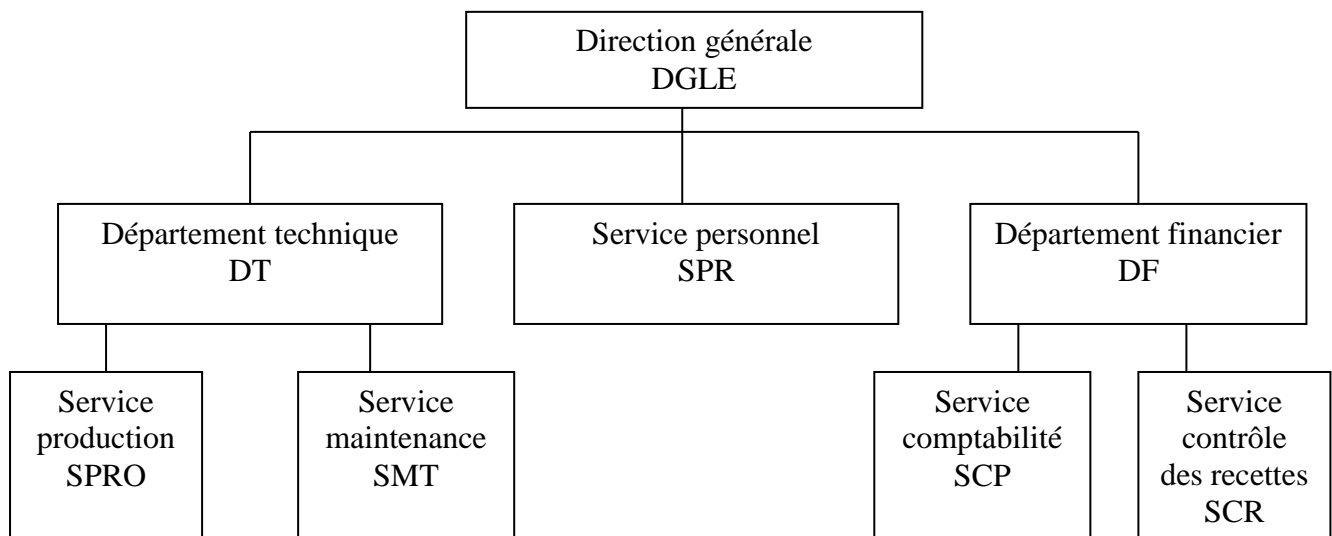 Direction générale
DGLE
Département technique
DT
Service personnel
SPR
Département financier
DF
Service
production
SPRO
Service
maintenance
SMT
Service
comptabilité
SCP
Service
contrôle
des recettes
SCR